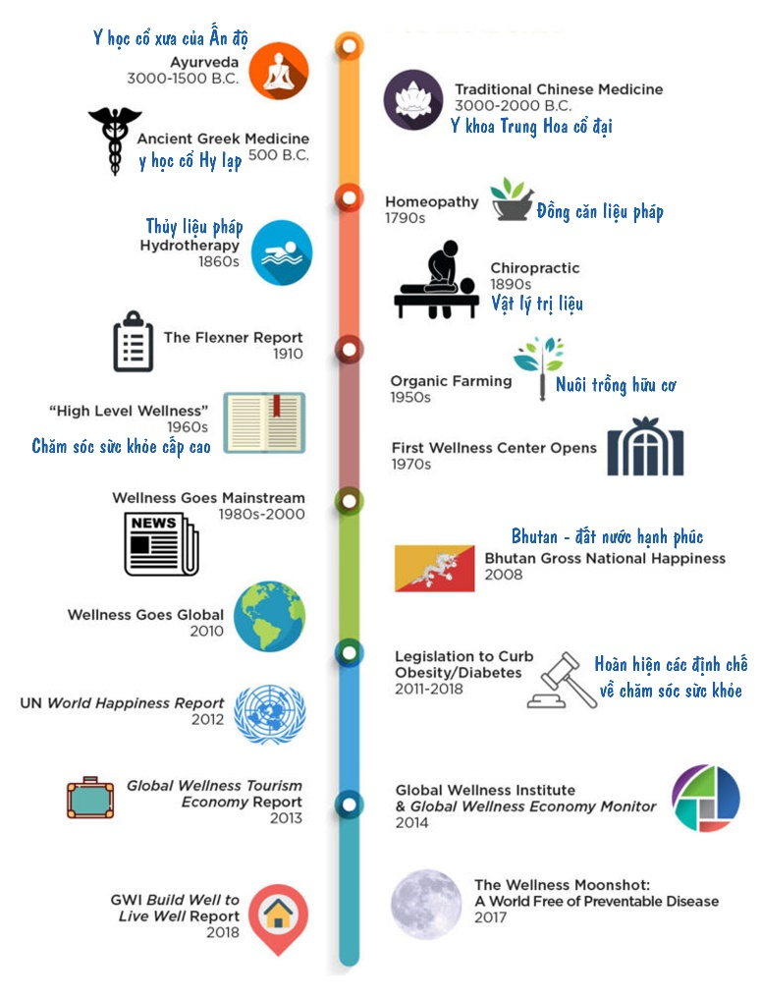 Y học cổ xưa của Ấn độ
Ayurveda
3000-1500 B.C.
Traditional Chinese Medicine
3000-2000 B.C.
Y khoa Trung Hoa cổ đại
Ancient Greek Medicine
500 B.C.
y học cổ Hy lạp
Homeopathy
1790s
Đồng căn liệu pháp
Thủy liệu pháp
Hydrotherapy
1860s
Chiropractic
1890s
Vật lý trị liệu
The Flexner Report
1910
Organic Farming
1950s
Nuôi trồng hữu cơ
“High Level Wellness”
1960s
Chăm sóc sức khỏe cấp cao
First Wellness Center Opens
1970s
Wellness Goes Mainstream
1980s-2000
NEWS
Bhutan - đất nước hạnh phúc
Bhutan Gross National Happiness
2008
Wellness Goes Global
2010
Legislation to Curb
Obesity/Diabetes
2011-2018
Hoàn hiện các định chế
về chăm sóc sức khỏe
UN World Happiness Report
2012
Global Wellness Tourism
Economy Report
2013
Global Wellness Institute
& Global Wellness Economy Monitor
2014
The Wellness Moonshot:
A World Free of Preventable Disease
2017
GWI Build Well to
Live Well Report
2018